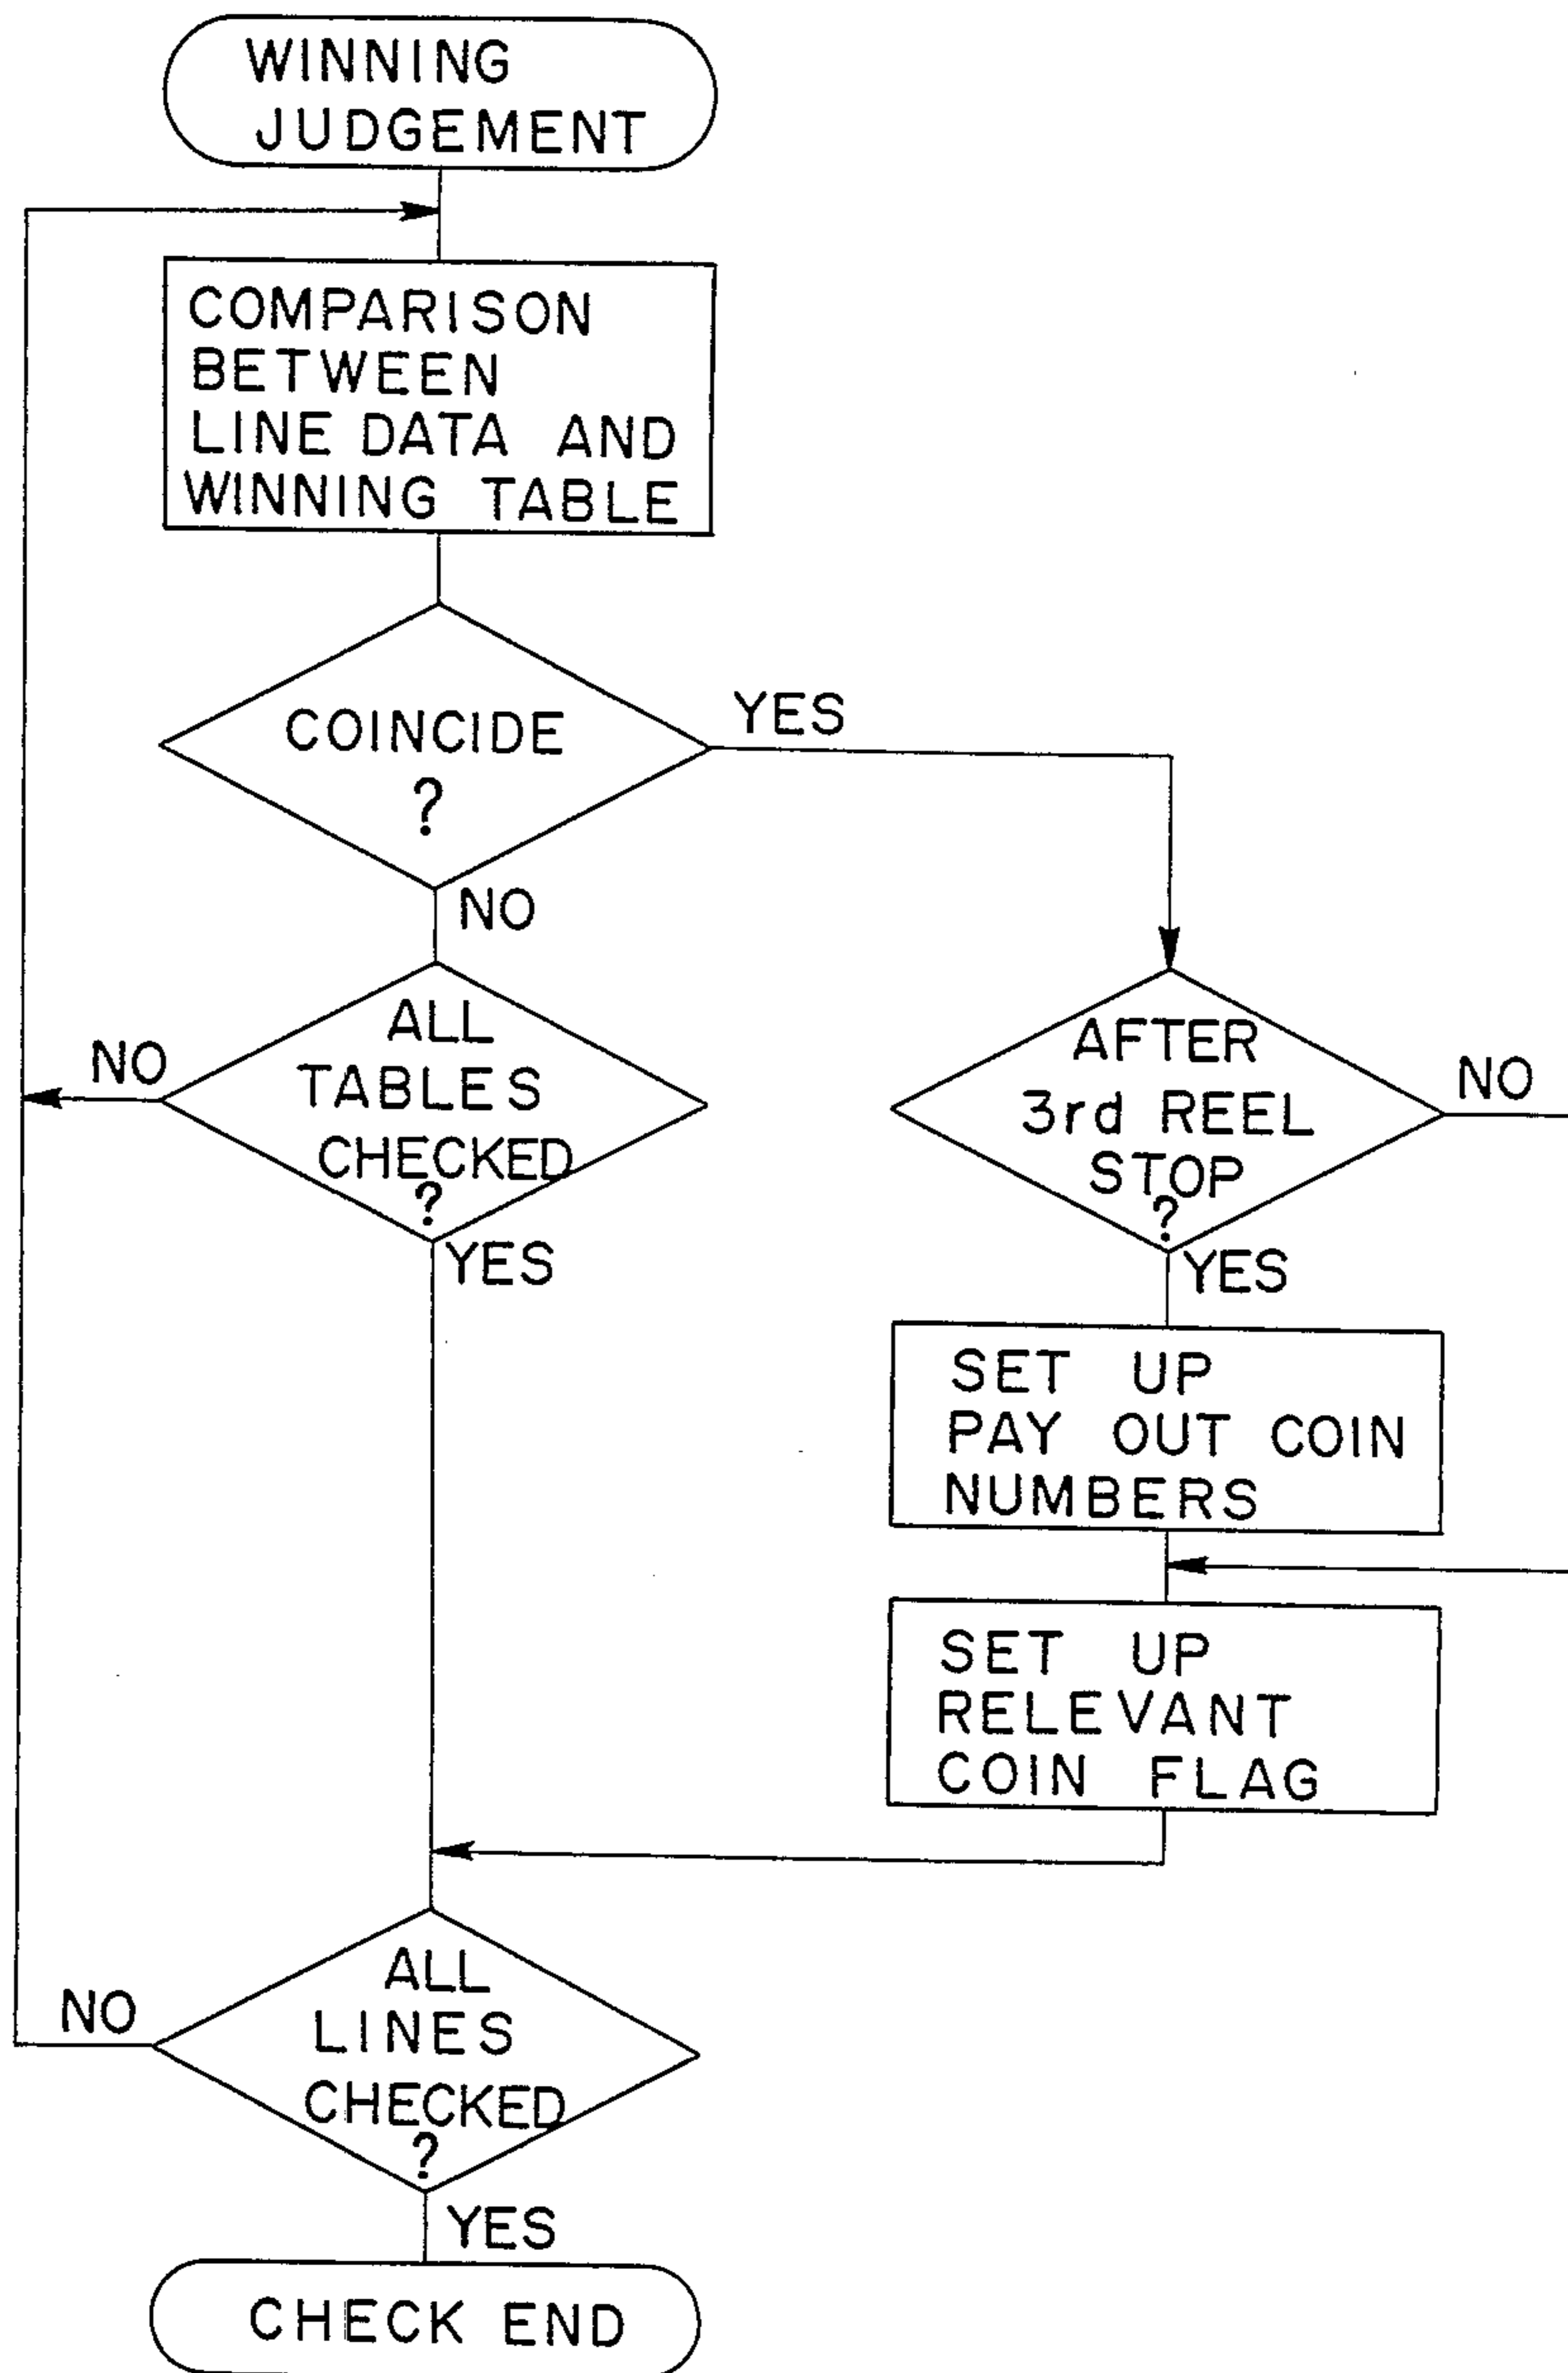 WINNING
JUDGEMENT
COMPARISON
BETWEEN
LINE DATA AND
WINNING TABLE
COINCIDE
?
YES
NO
ALL
TABLES
CHECKED
?
NO
YES
AFTER
3rd REEL
STOP
?
NO
YES
SET UP
PAY OUT COIN
NUMBERS
SET UP
RELEVANT
COIN FLAG
ALL
LINES
CHECKED
?
NO
YES
CHECK END